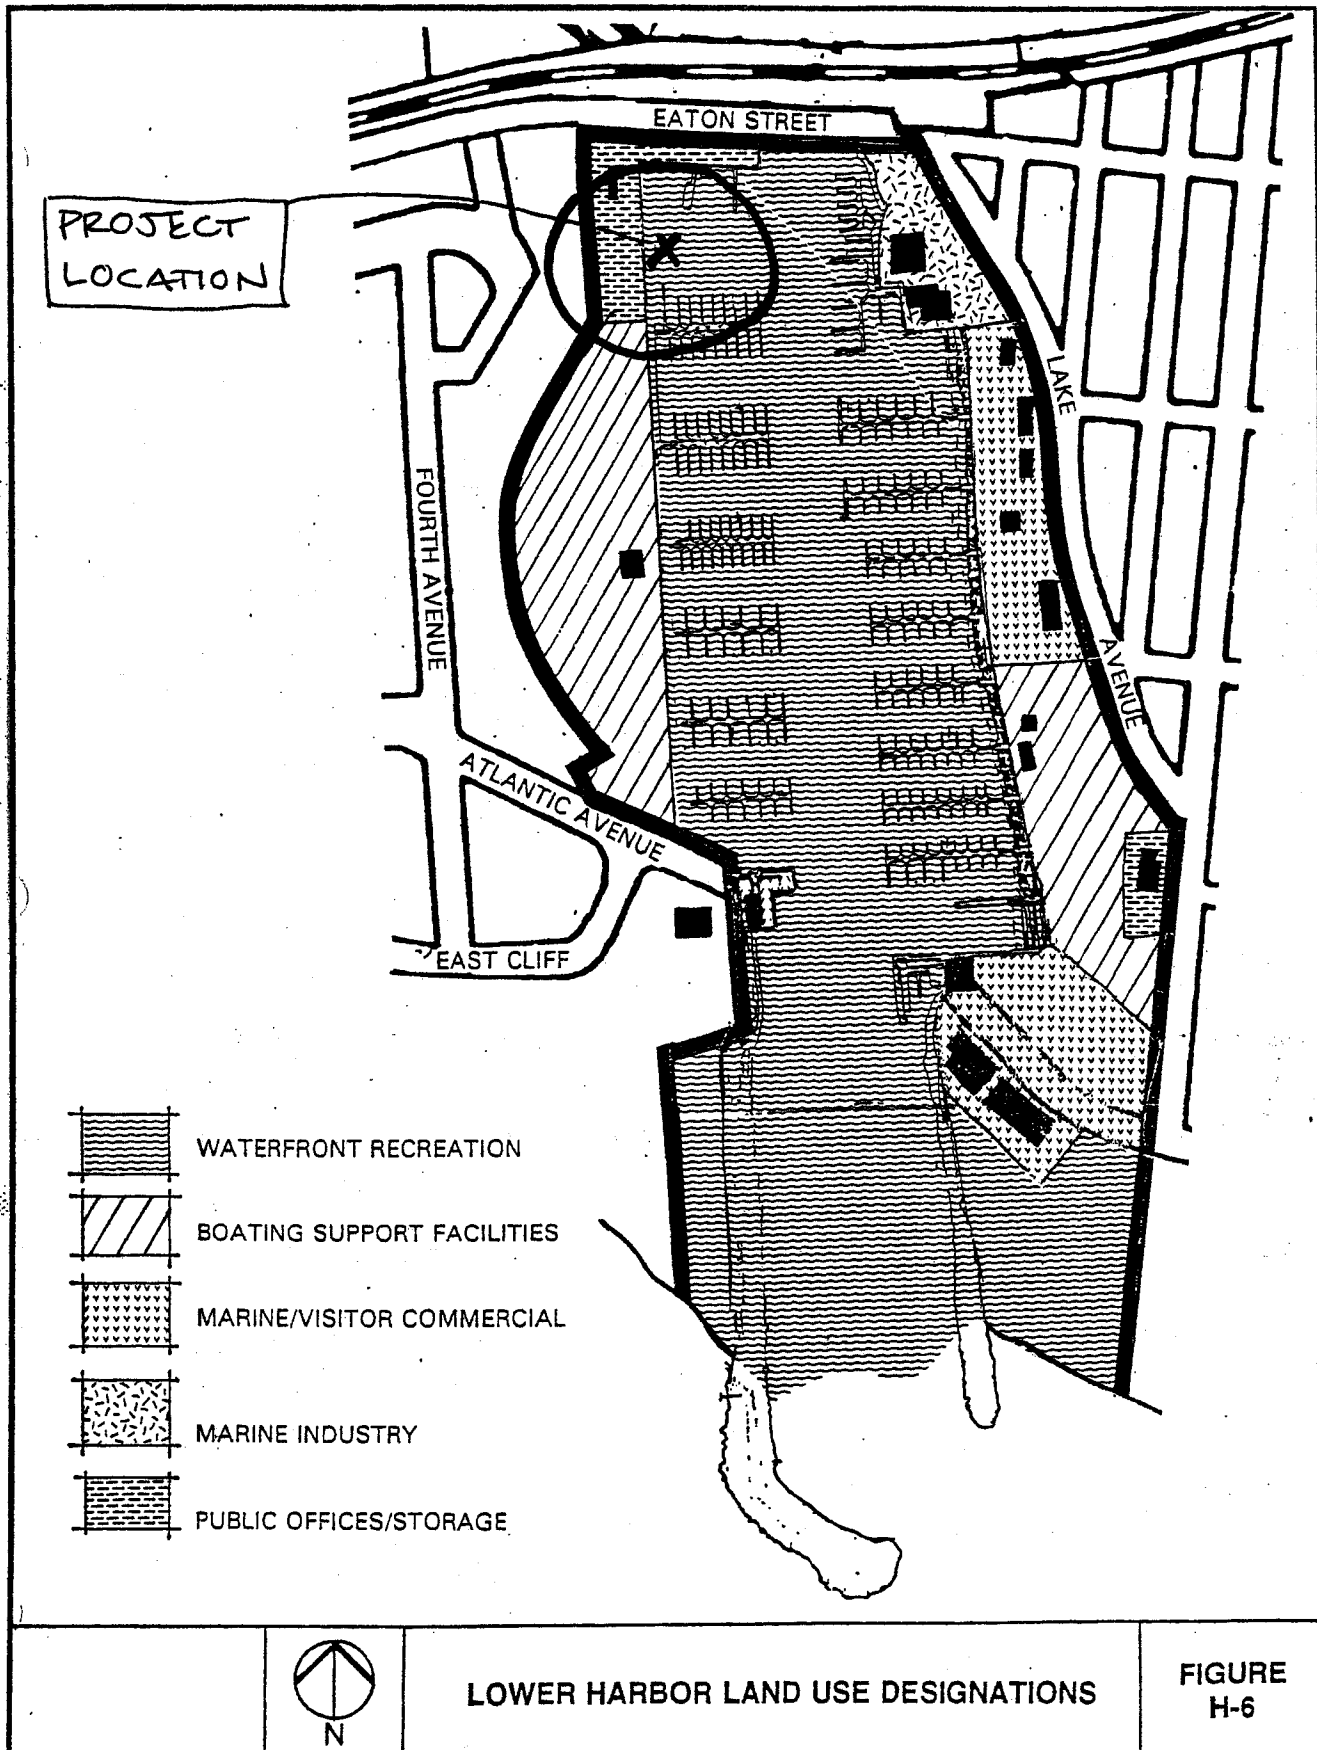 EATON STREET
PROJECT
LOCATION
LAKE
AVENUE
FOURTH AVENUE
ATLANTIC AVENUE
EAST CLIFF
WATERFRONT RECREATION
BOATING SUPPORT FACILITIES
MARINE/VISITOR COMMERCIAL
MARINE INDUSTRY
PUBLIC OFFICES/STORAGE
N
LOWER HARBOR LAND USE DESIGNATIONS
FIGURE
H-6